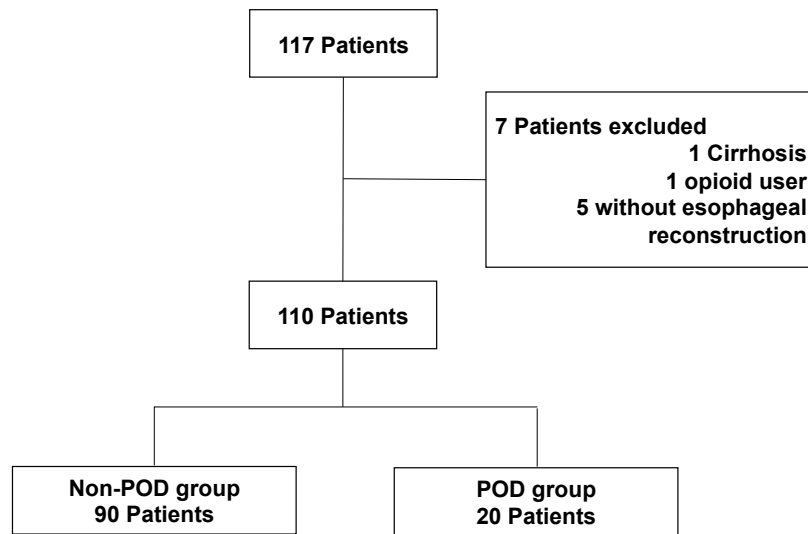 117 Patients
7 Patients excluded
1 Cirrhosis
1 opioid user
5 without esophageal
reconstruction
110 Patients
Non-POD group
90 Patients
POD group
20 Patients